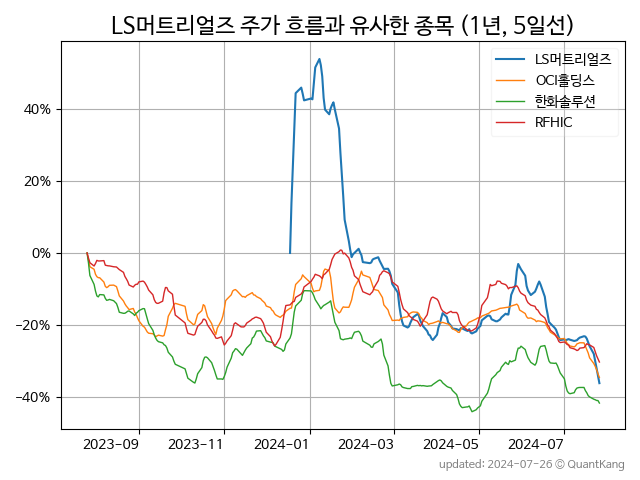 LS머트리얼즈 주가 흐름과 유사한 종목 (1년, 5일선)
LS머트리얼즈
OCI홀딩스
한화솔루션
RFHIC
40%
20%
0%
−20%
−40%
2023−09
2023−11
2024−01
2024−03
2024−05
2024−07
updated: 2024-07-26 © QuantKang